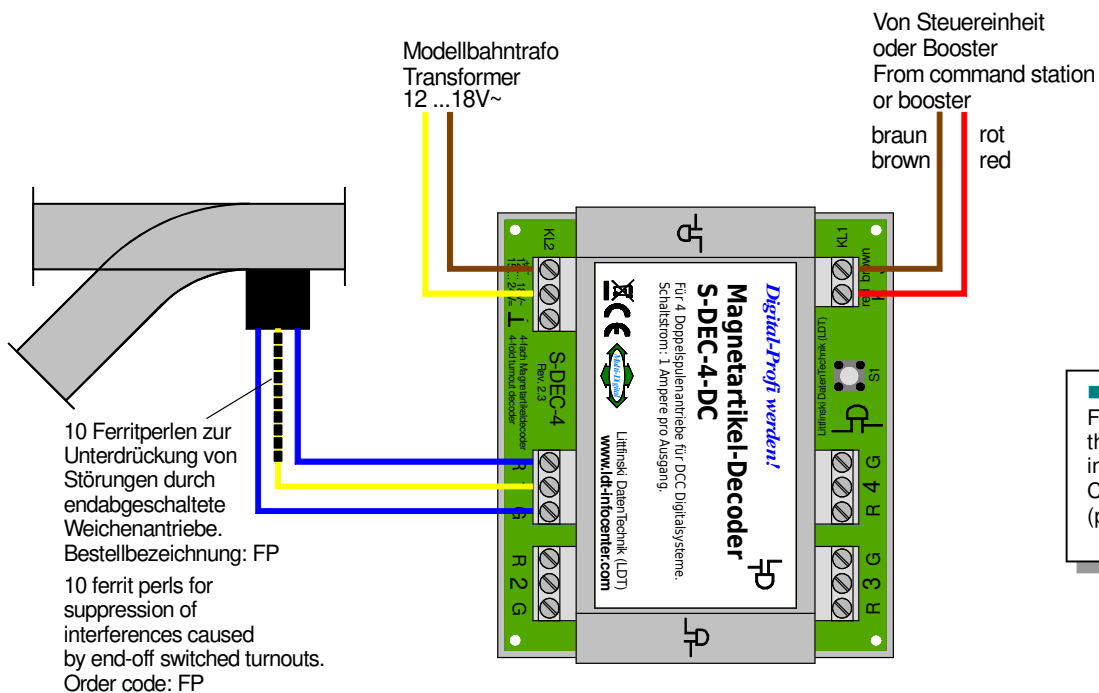 Modellbahntrafo
Transformer
12 ...18V~
Von Steuereinheit
oder Booster
From command station
or booster
braun
brown
rot
red
10 Ferritperlen zur
Unterdrückung von
Störungen durch
endabgeschaltete
Weichenantriebe.
Bestellbezeichnung: FP
10 ferrit perls for
suppression of
interferences caused
by end-off switched turnouts.
Order code: FP
KL2
S-DEC-4
Rev. 2.3
4-fach Magnetartikeldecoder
4-fold turnout decoder
R
G
R 2 G
Digital-Profi werden!
Magnetartikel-Decoder
S-DEC-4-DC
Für 4 Doppelspulenantriebe für DCC Digitalsysteme.
Schaltstrom: 1 Ampere pro Ausgang.
CE
Multi-Digital
Littfinski DatenTechnik (LDT)
www.ldt-infocenter.com
KL1
red
S1
Littfinski DatenTechnik (LDT)
R 4 G
R 3 G